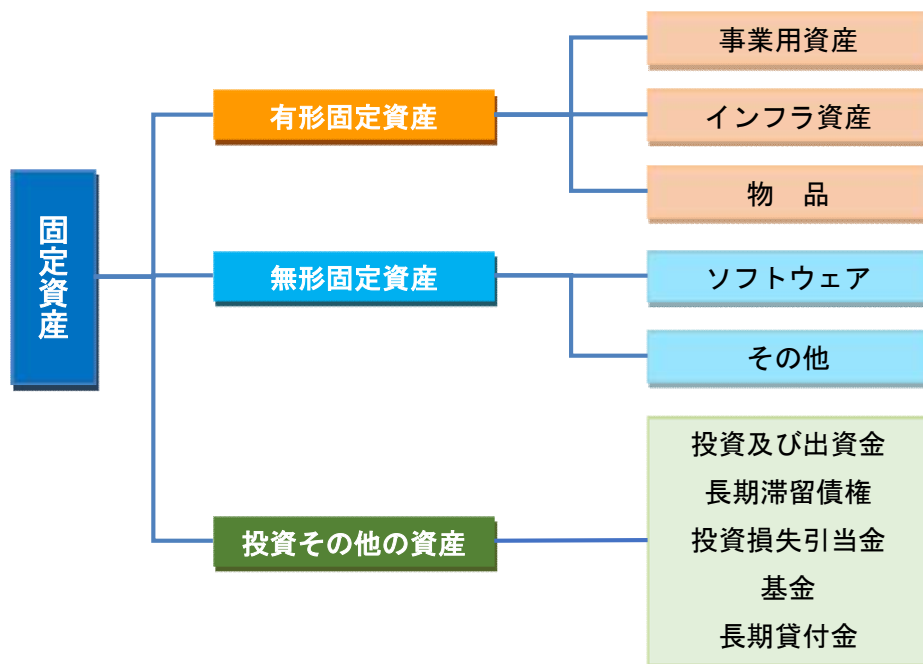 固定資産
有形固定資産
事業用資産
インフラ資産
物　品
無形固定資産
ソフトウェア
その他
投資その他の資産
投資及び出資金
長期滞留債権
投資損失引当金
基金
長期貸付金